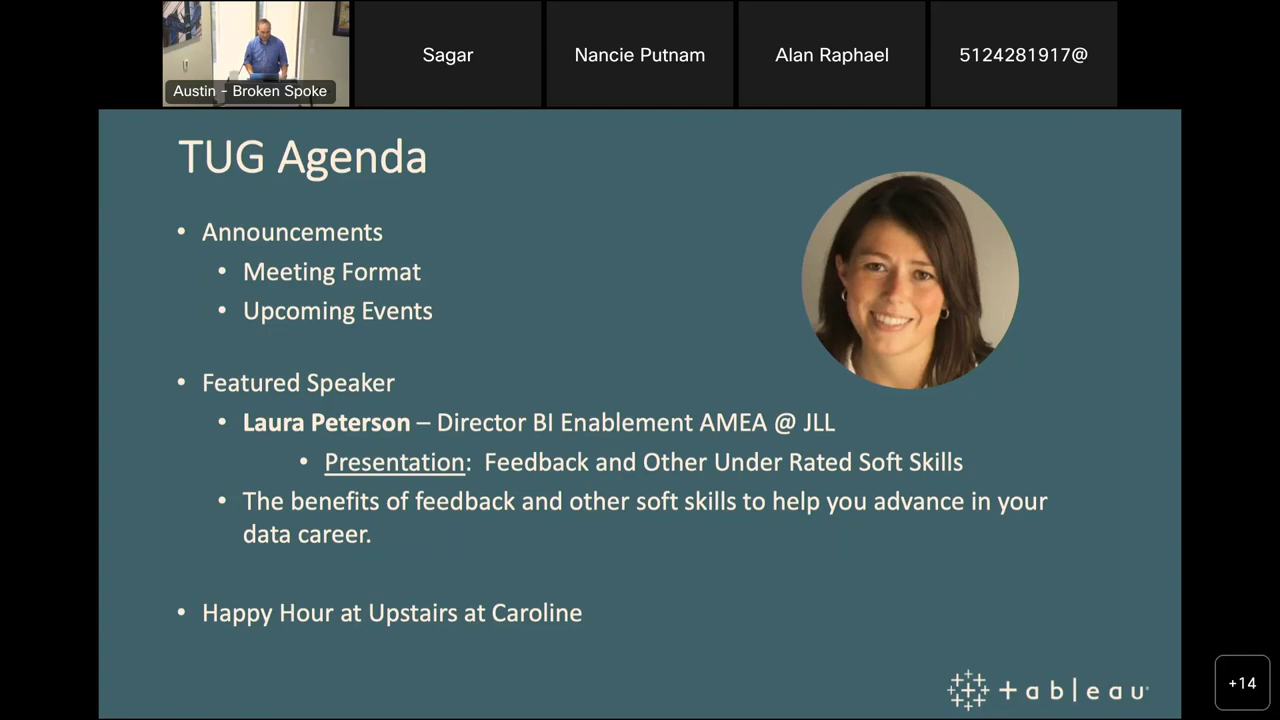 Austin - Broken Spoke
Sagar
Nancie Putnam
Alan Raphael
5124281917@
TUG Agenda
• Announcements
• Meeting Format
• Upcoming Events
• Featured Speaker
• Laura Peterson – Director BI Enablement AMEA @ JLL
• Presentation: Feedback and Other Under Rated Soft Skills
• The benefits of feedback and other soft skills to help you advance in your
data career.
• Happy Hour at Upstairs at Caroline
+ a b l e a u
+14